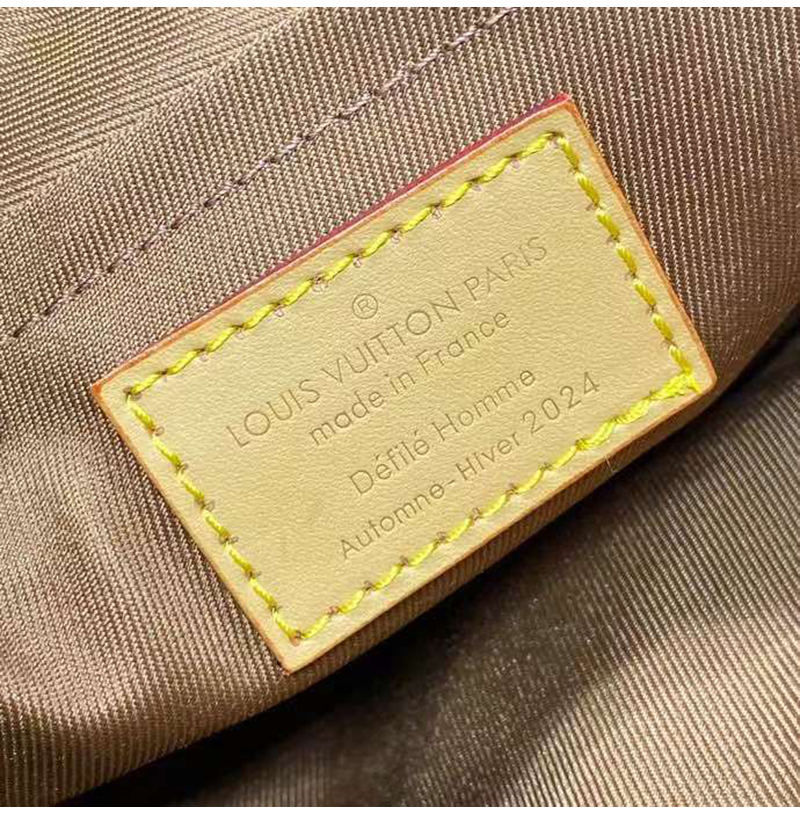 ®
LOUIS VUITTON PARIS
made in France
Défilé Homme
Automne-Hiver 2024